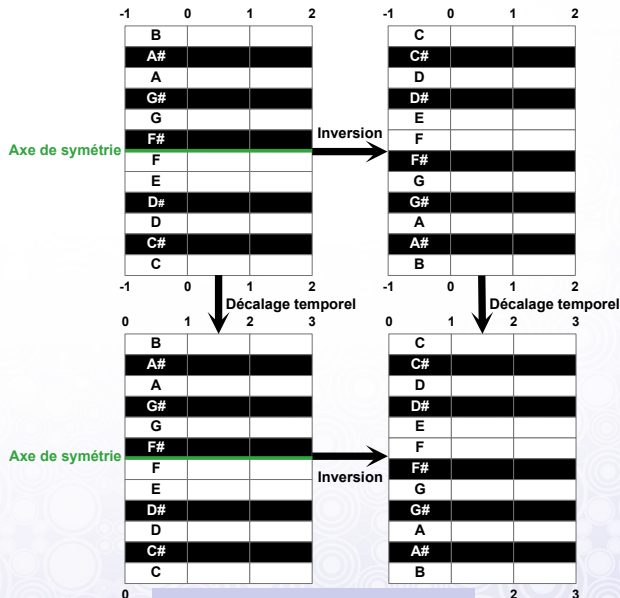 -1 0 1 2
B
A#
A
G#
G
F#
F
E
D#
D
C#
C
-1 0 1 2
Axe de symétrie
Inversion
-1 0 1 2
C
C#
D
D#
E
F
F#
G
G#
A
A#
B
-1 0 1 2
Décalage temporel
Décalage temporel
0 1 2 3
B
A#
A
G#
G
F#
F
E
D#
D
C#
C
0
Axe de symétrie
Inversion
0 1 2 3
C
C#
D
D#
E
F
F#
G
G#
A
A#
B
2 3